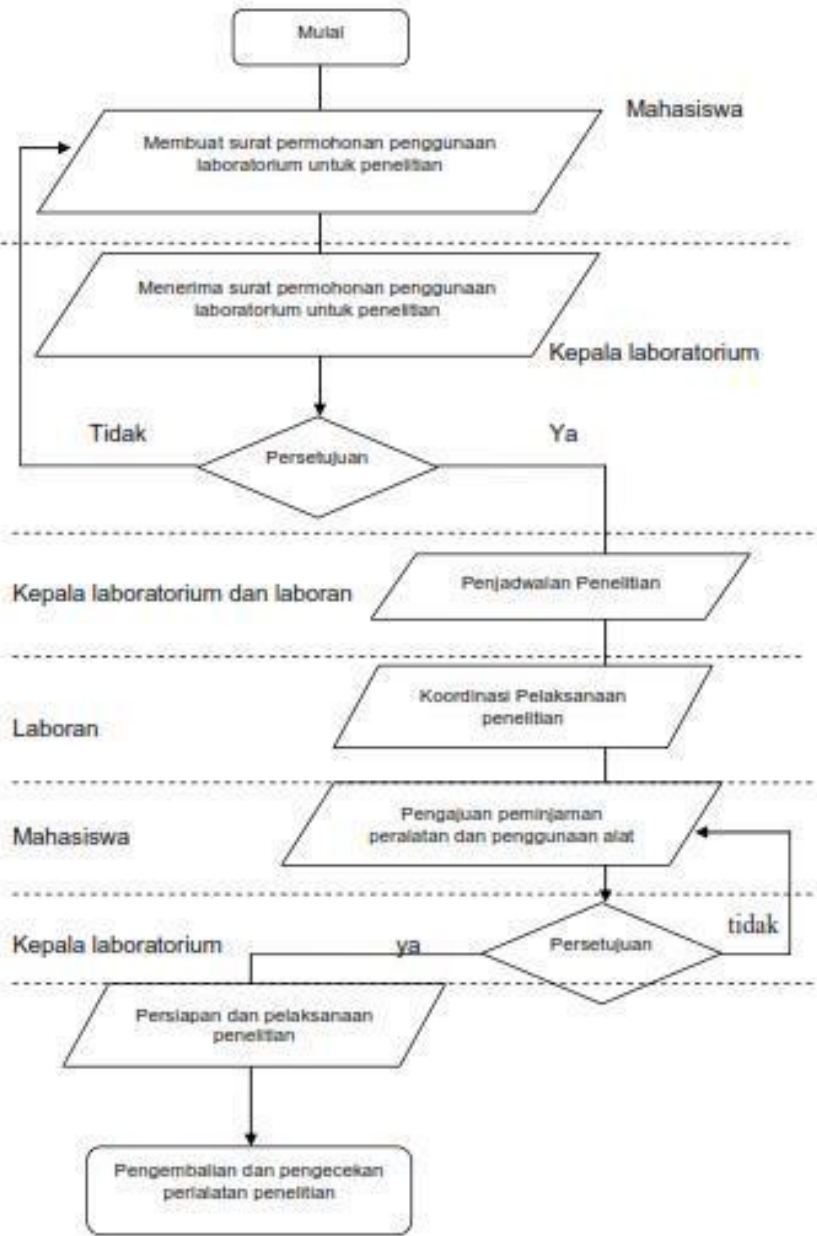 Mulai
Mahasiswa
Membuat surat permohonan penggunaan
laboratorium untuk penelitian
Menerima surat permohonan penggunaan
laboratorium untuk penelitian
Kepala laboratorium
Tidak
Persetujuan
Ya
Kepala laboratorium dan laboran
Penjadwalan Penelitian
Laboran
Koordinasi Pelaksanaan
penelitian
Mahasiswa
Pengajuan peminjaman
peralatan dan penggunaan alat
Kepala laboratorium
ya
Persetujuan
tidak
Persiapan dan pelaksanaan
penelitian
Pengembalian dan pengecekan
perlalatan penelitian